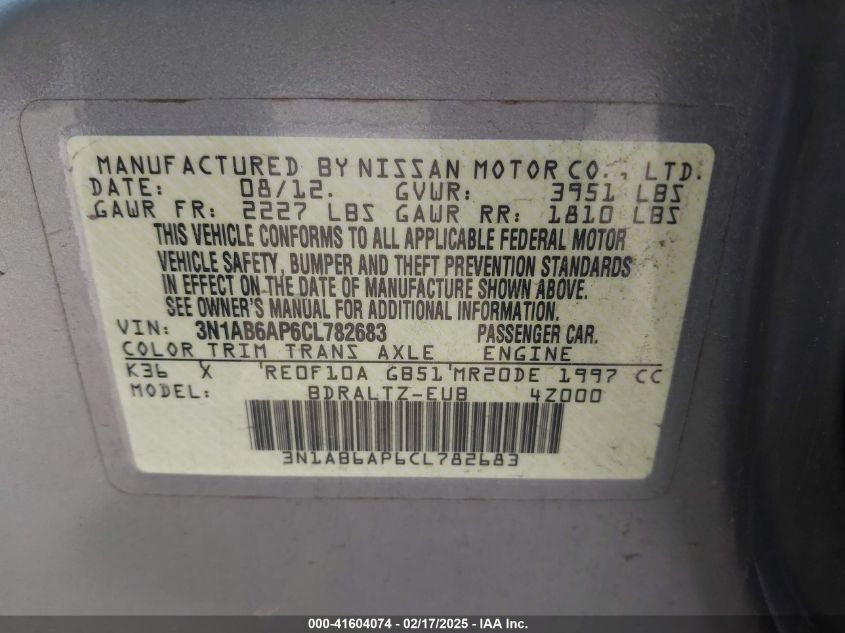 MANUFACTURED BY NISSAN MOTOR CO., LTD.
DATE: 08/12. GVWR: 3951 LBS
GAWR FR: 2227 LBS GAWR RR: 1810 LBS
THIS VEHICLE CONFORMS TO ALL APPLICABLE FEDERAL MOTOR
VEHICLE SAFETY, BUMPER AND THEFT PREVENTION STANDARDS
IN EFFECT ON THE DATE OF MANUFACTURE SHOWN ABOVE.
SEE OWNER'S MANUAL FOR ADDITIONAL INFORMATION.
VIN: 3N1AB6AP6CL782683 PASSENGER CAR.
COLOR TRIM TRANS AXLE ENGINE
K36 X 'RE0F10A GB51'MR20DE 1997 CC
MODEL: BDRALTZ-EUB 4Z000
3N1AB6AP6CL782683
000-41604074 - 02/17/2025 - IAA Inc.